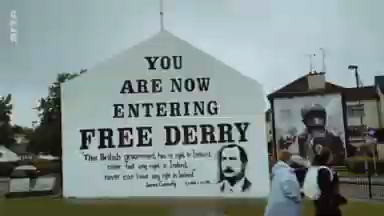 arte
YOU
ARE NOW
ENTERING
FREE DERRY
The British government has no right in Ireland,
never had any right in Ireland,
never can have any right in Ireland
James Connolly